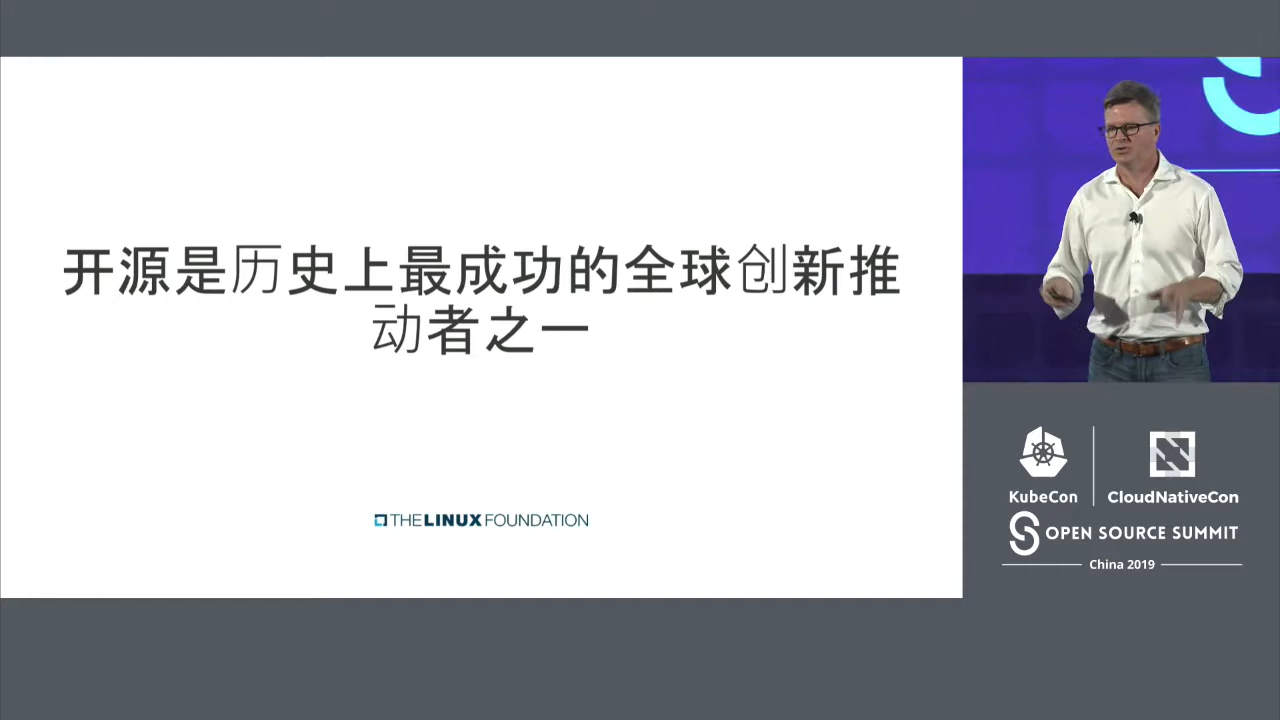 开源是历史上最成功的全球创新推
动者之一
THE LINUX FOUNDATION
KubeCon
CloudNativeCon
OPEN SOURCE SUMMIT
China 2019